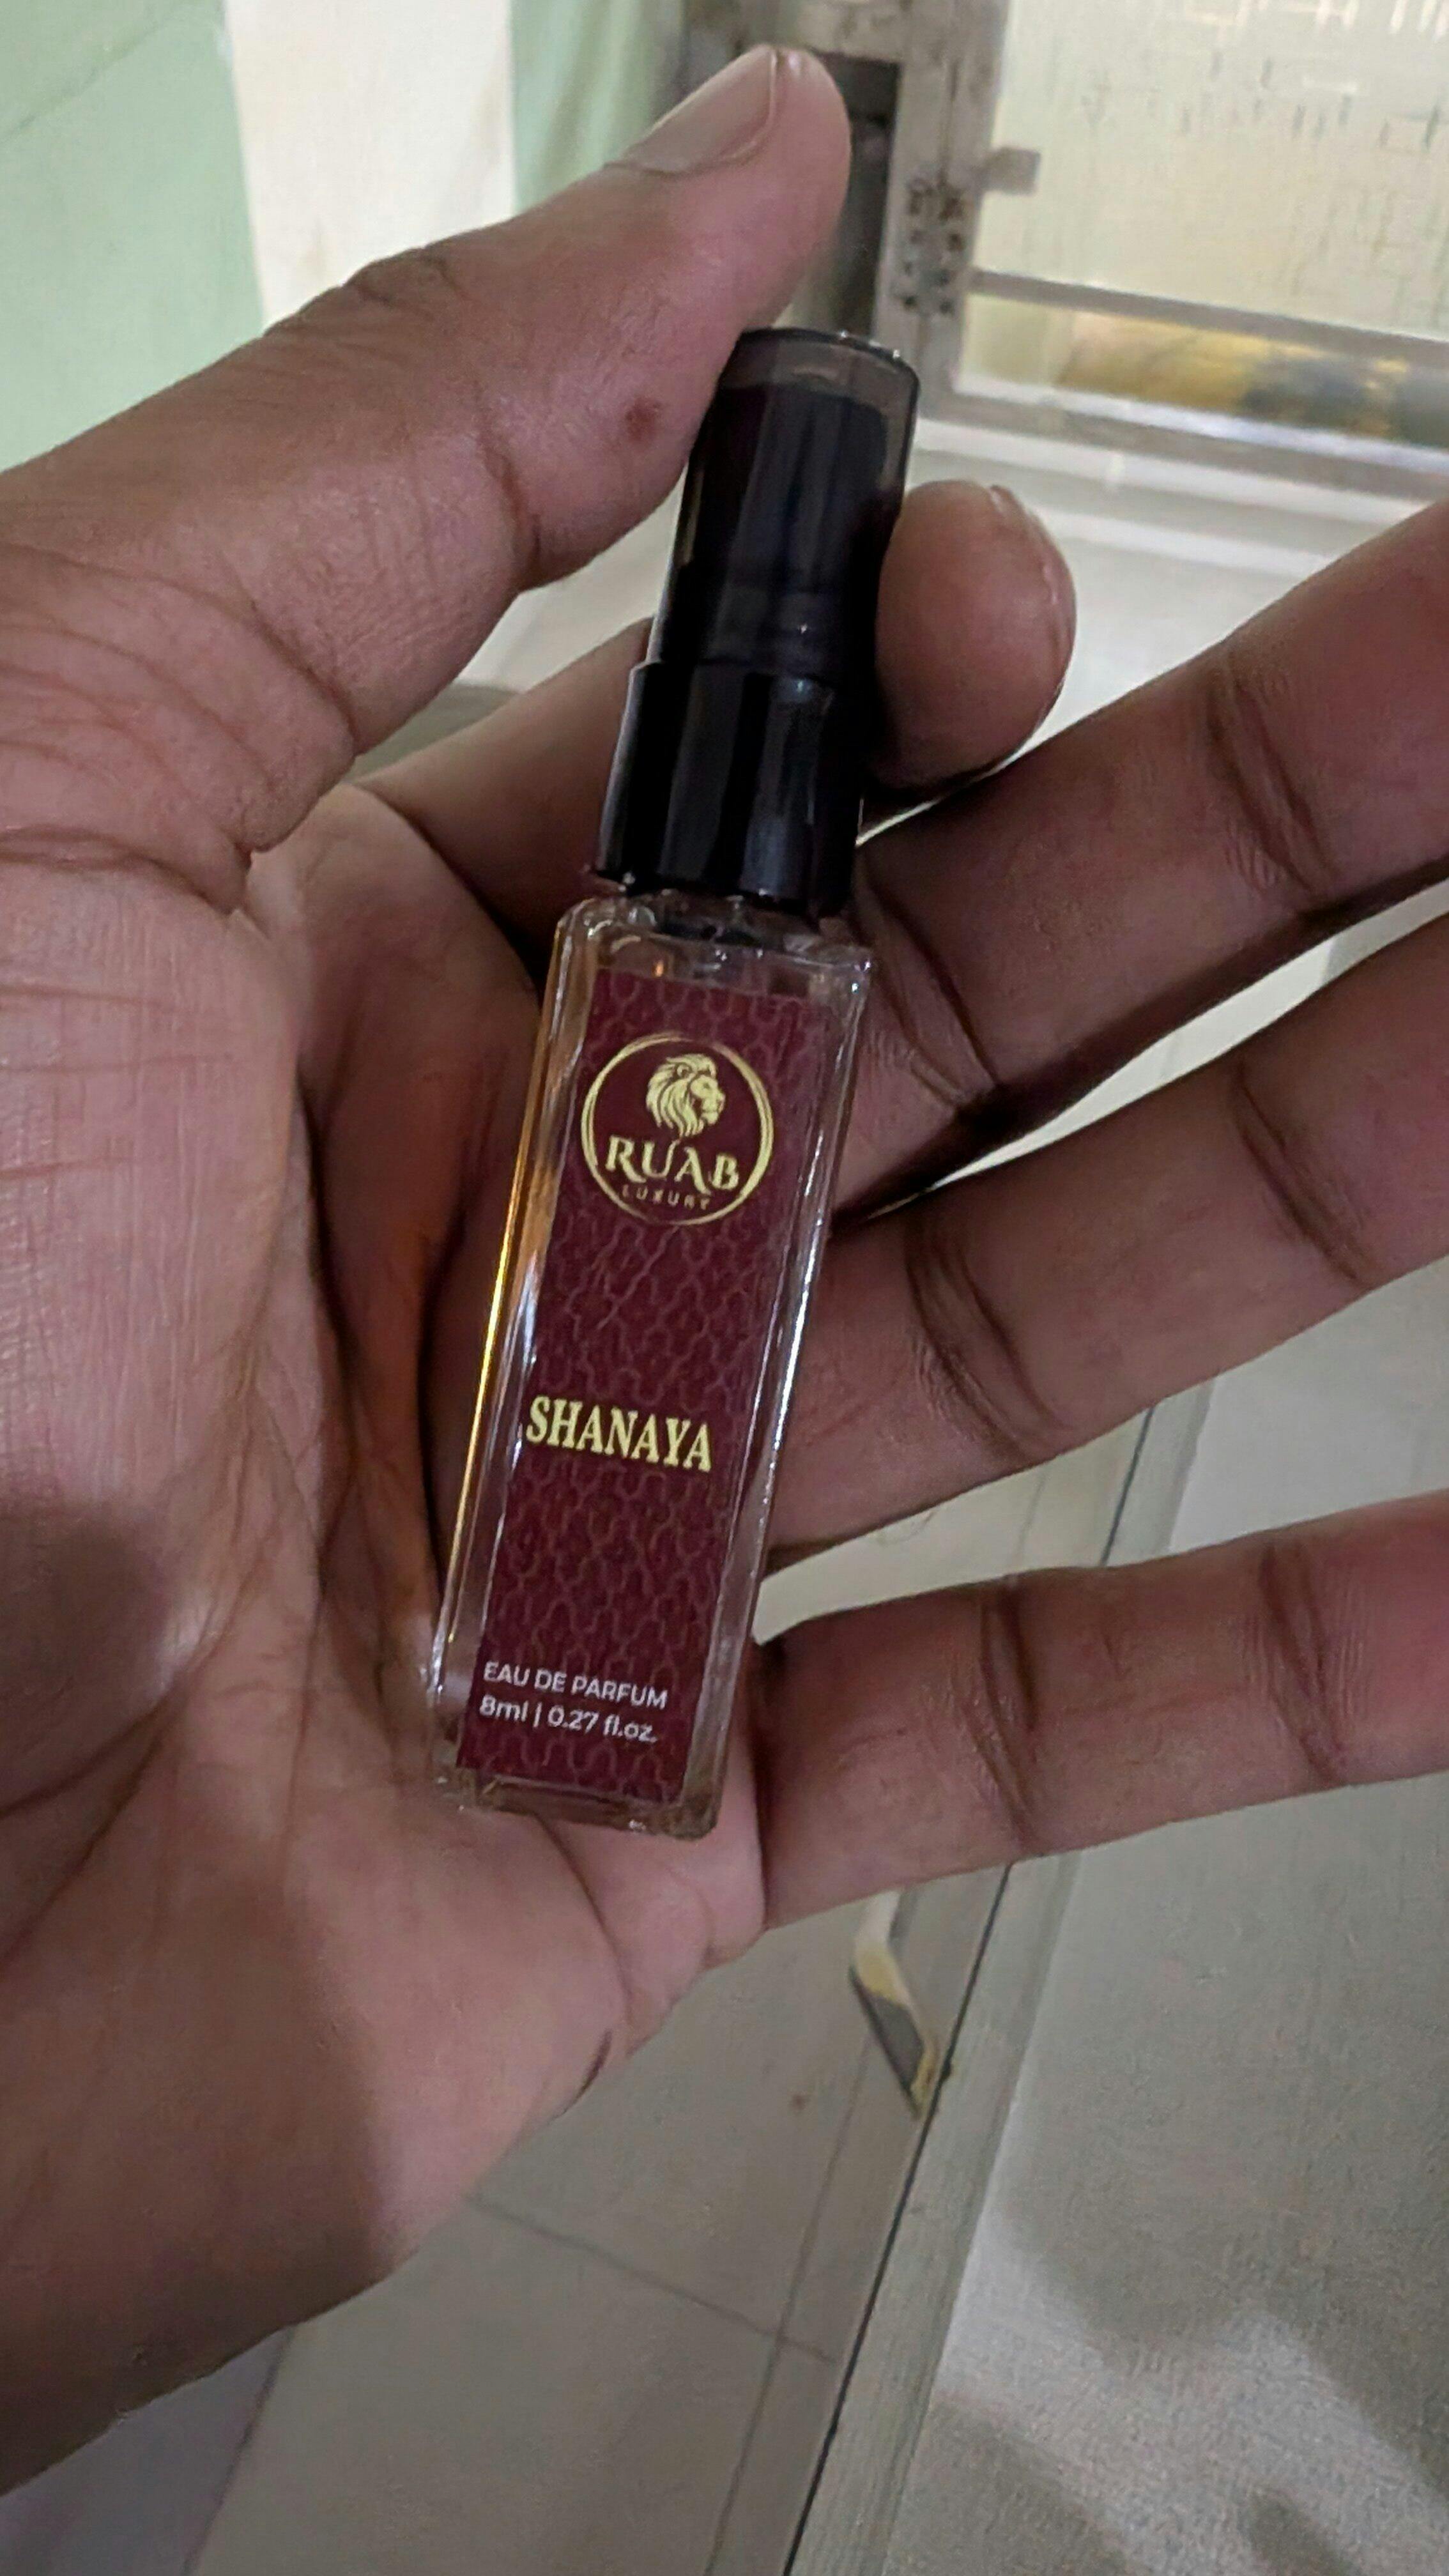 RUAB
LUXURY
SHANAYA
EAU DE PARFUM
8ml | 0.27 fl.oz.